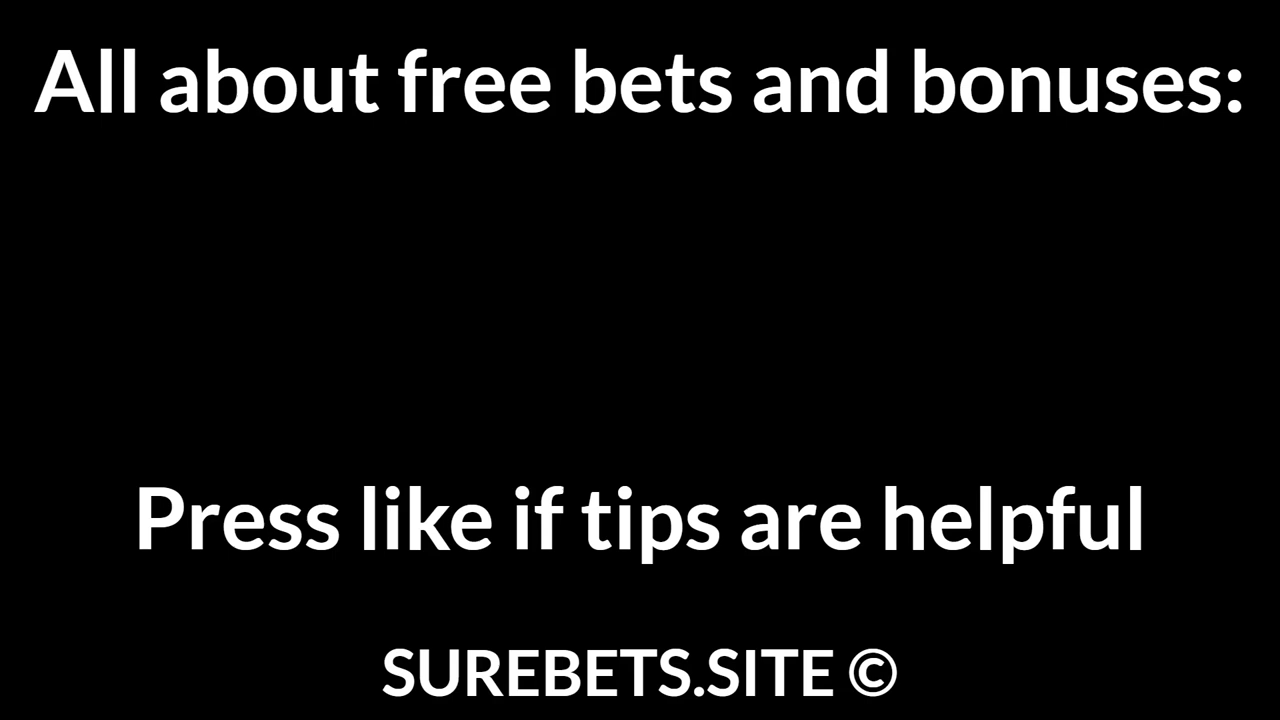 All about free bets and bonuses:
Press like if tips are helpful
SUREBETS.SITE ©